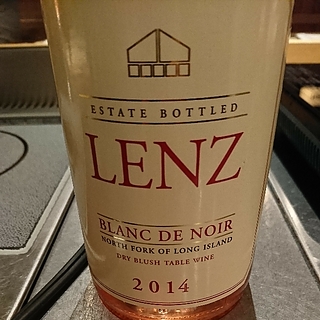 ESTATE BOTTLED
LENZ
BLANC DE NOIR
NORTH FORK OF LONG ISLAND
DRY BLUSH TABLE WINE
2014